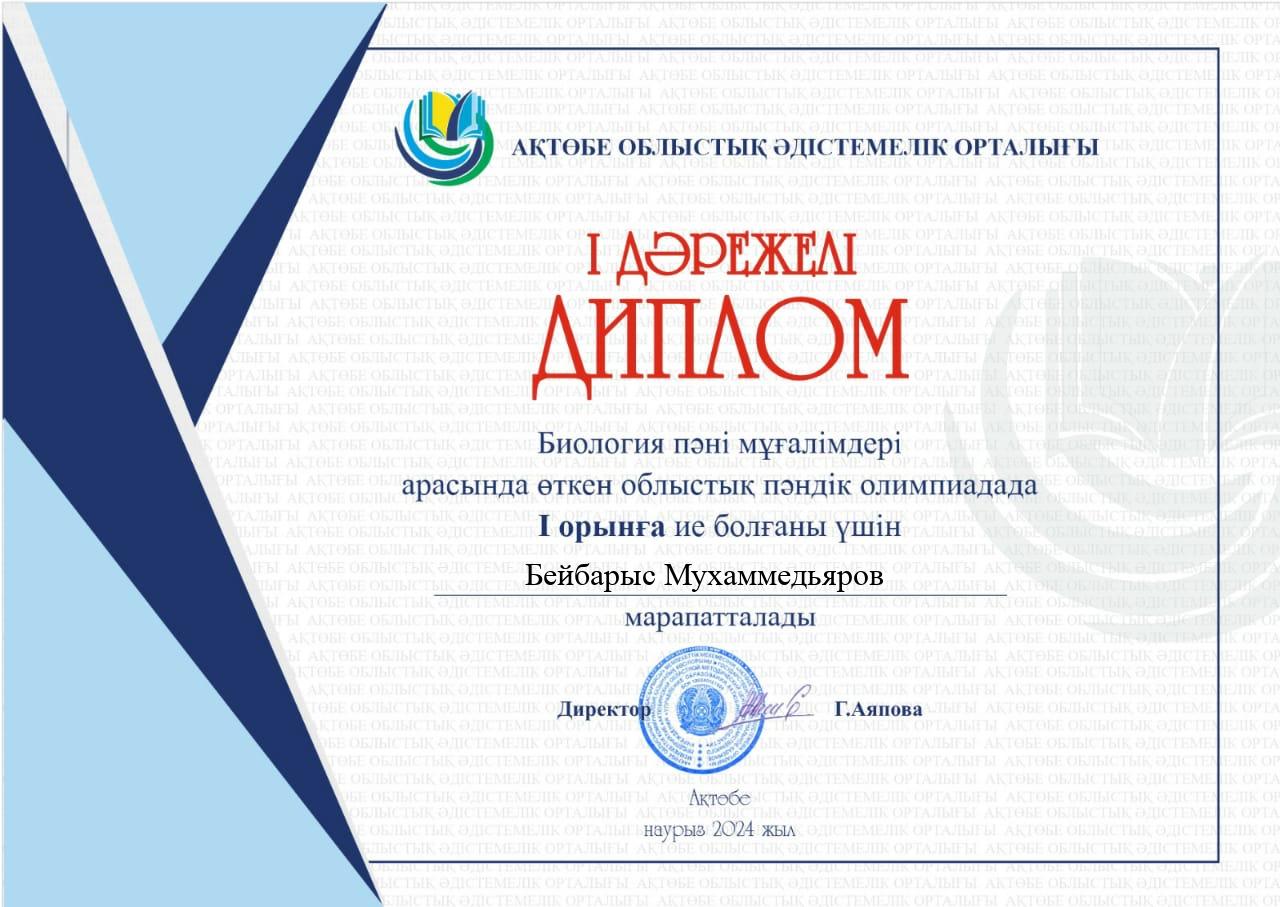 АҚТӨБЕ ОБЛЫСТЫҚ ӘДІСТЕМЕЛІК ОРТАЛЫҒЫ
І ДӘРЕЖЕЛІ
ДИПЛОМ
Биология пәні мұғалімдері
арасында өткен облыстық пәндік олимпиадада
І орынға ие болғаны үшін
Бейбарыс Мухаммедьяров
марапатталады
Директор Г.Аяпова
Ақтөбе
наурыз 2024 жыл